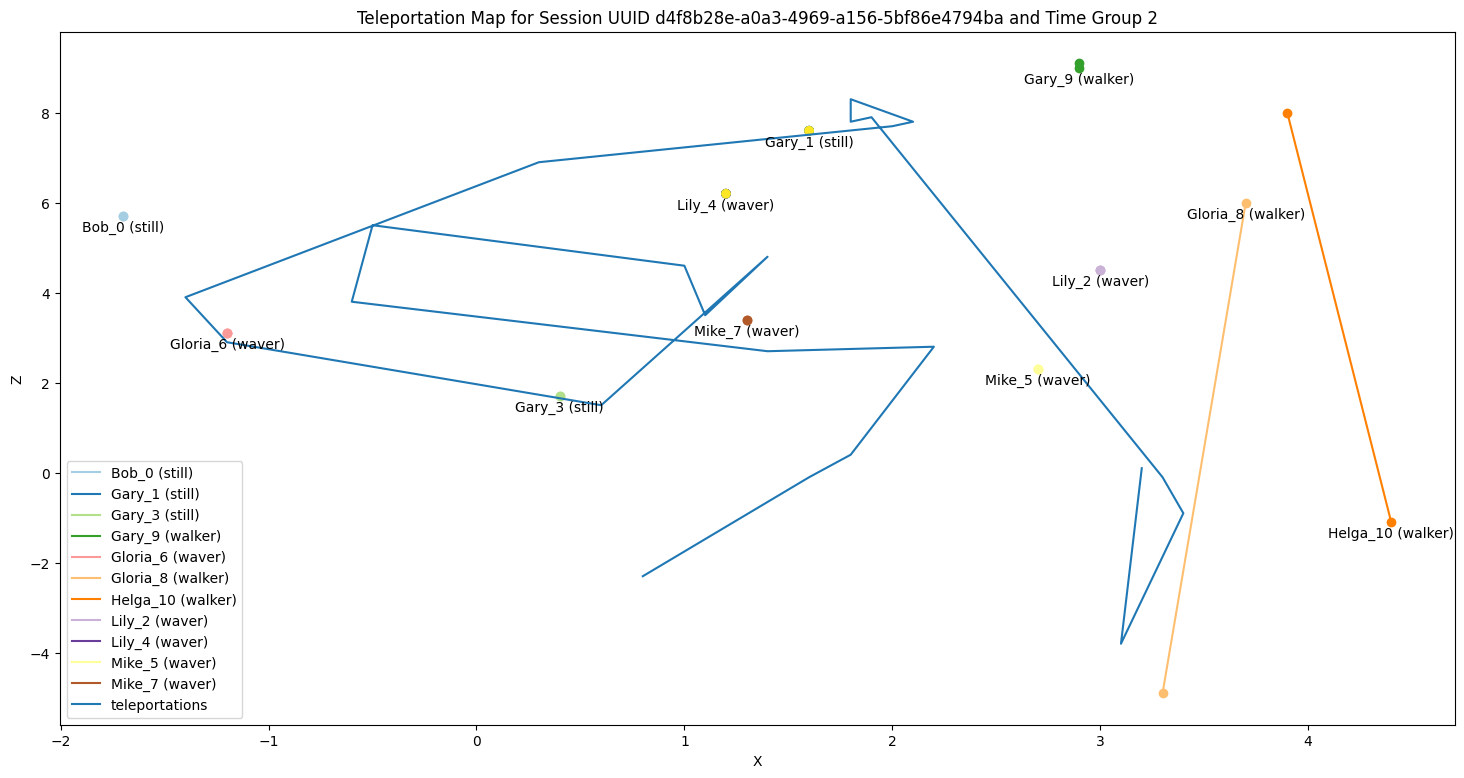 Teleportation Map for Session UUID d4f8b28e-a0a3-4969-a156-5bf86e4794ba and Time Group 2
Gary_9 (walker)
8
Gary_1 (still)
6
Lily_4 (waver)
Gloria_8 (walker)
Bob_0 (still)
Lily_2 (waver)
4
Mike_7 (waver)
Gloria_6 (waver)
Z
2
Mike_5 (waver)
Gary_3 (still)
0
Helga_10 (walker)
−2
−4
Bob_0 (still)
Gary_1 (still)
Gary_3 (still)
Gary_9 (walker)
Gloria_6 (waver)
Gloria_8 (walker)
Helga_10 (walker)
Lily_2 (waver)
Lily_4 (waver)
Mike_5 (waver)
Mike_7 (waver)
teleportations
−2 −1 0 1 2 3 4
X